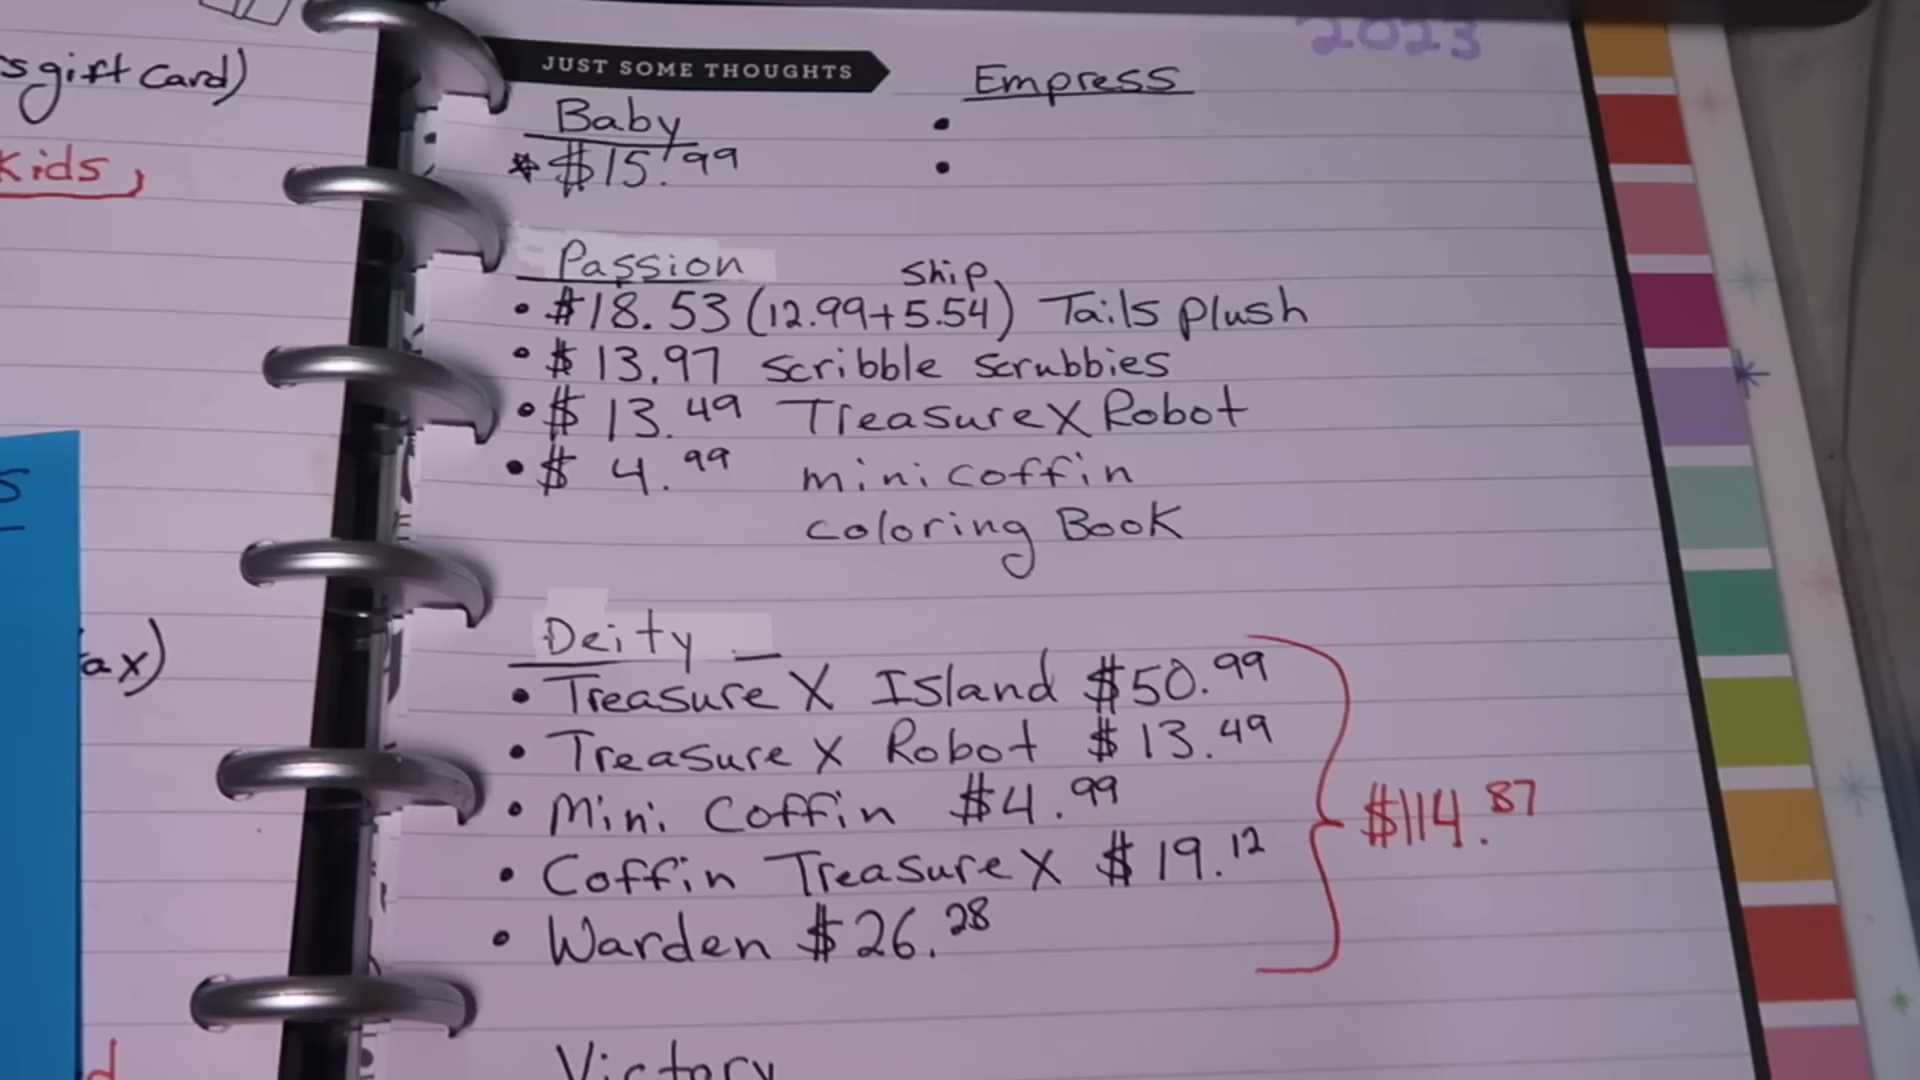 2023
JUST SOME THOUGHTS
Empress
Baby
* $15.99
•
•
Passion
Ship
• $18.53 (12.99+5.54) Tails plush
• $13.97 scribble scrubbies
• $13.49 Treasure X Robot
• $4.99 mini coffin
coloring Book
Deity
• Treasure X Island $50.99
• Treasure X Robot $13.49
• Mini Coffin $4.99
• Coffin Treasure X $19.12
• Warden $26.28
$114.87
Victory
gift card)
Kids,
ax)